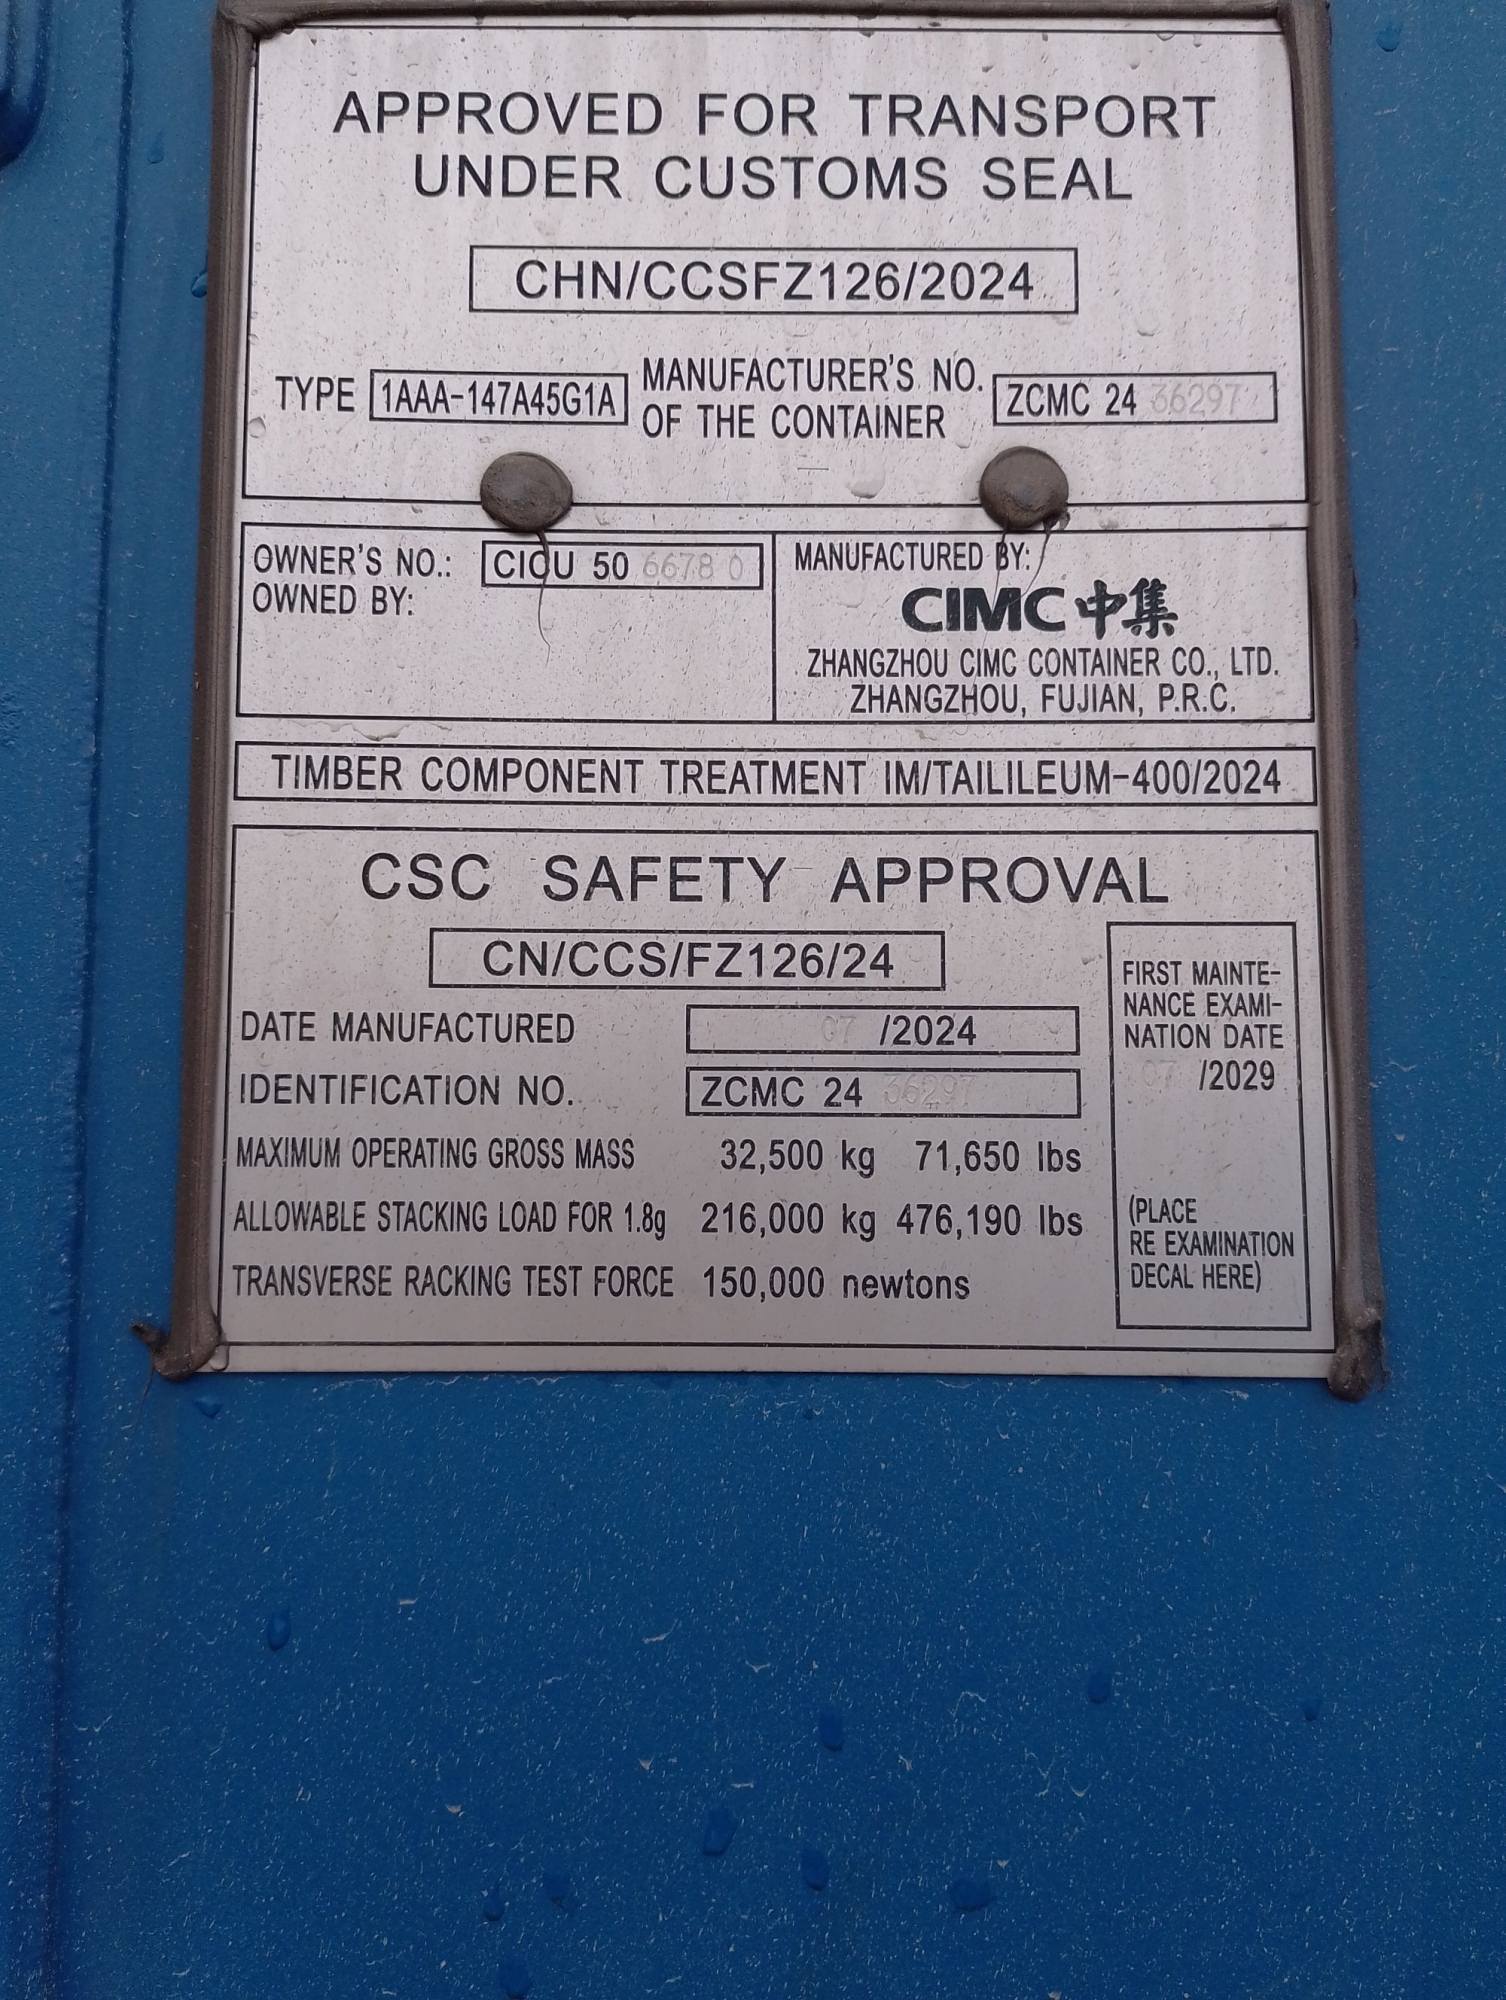 APPROVED FOR TRANSPORT
UNDER CUSTOMS SEAL
CHN/CCSFZ126/2024
TYPE 1AAA-147A45G1A MANUFACTURER'S NO. OF THE CONTAINER ZCMC 24 36297
OWNER'S NO.: CICU 50 6678 0
OWNED BY:
MANUFACTURED BY:
CIMC 中集
ZHANGZHOU CIMC CONTAINER CO., LTD.
ZHANGZHOU, FUJIAN, P.R.C.
TIMBER COMPONENT TREATMENT IM/TAILILEUM-400/2024
CSC SAFETY APPROVAL
CN/CCS/FZ126/24
DATE MANUFACTURED 07 /2024
IDENTIFICATION NO. ZCMC 24 36297
MAXIMUM OPERATING GROSS MASS 32,500 kg 71,650 lbs
ALLOWABLE STACKING LOAD FOR 1.8g 216,000 kg 476,190 lbs
TRANSVERSE RACKING TEST FORCE 150,000 newtons
FIRST MAINTE-
NANCE EXAMI-
NATION DATE
07 /2029
(PLACE
RE EXAMINATION
DECAL HERE)